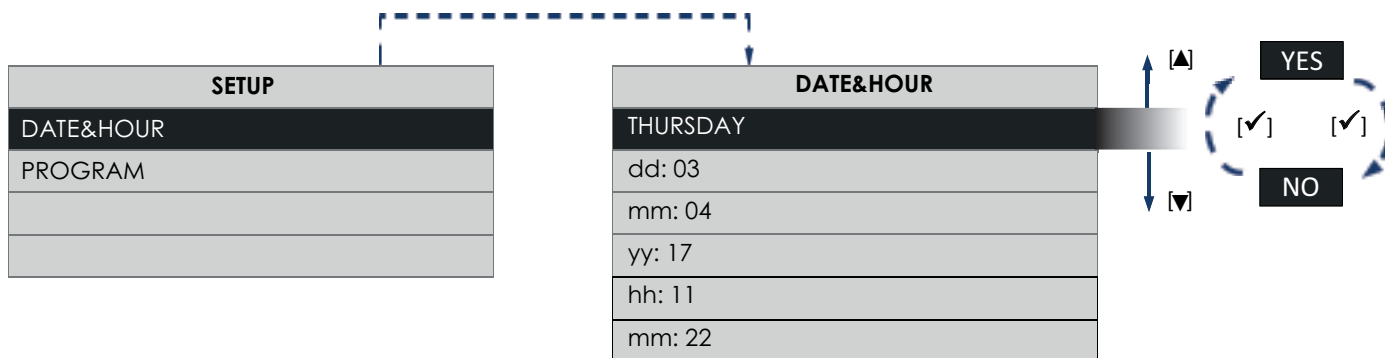 SETUP
DATE&HOUR
PROGRAM
DATE&HOUR
THURSDAY
dd: 03
mm: 04
yy: 17
hh: 11
mm: 22
[▲]
[▼]
YES
[✓] [✓]
NO